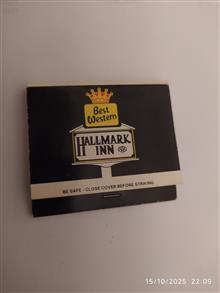 Best
Western
HALLMARK
INN
BE SAFE - CLOSE COVER BEFORE STRIKING
15/10/2025 22:09